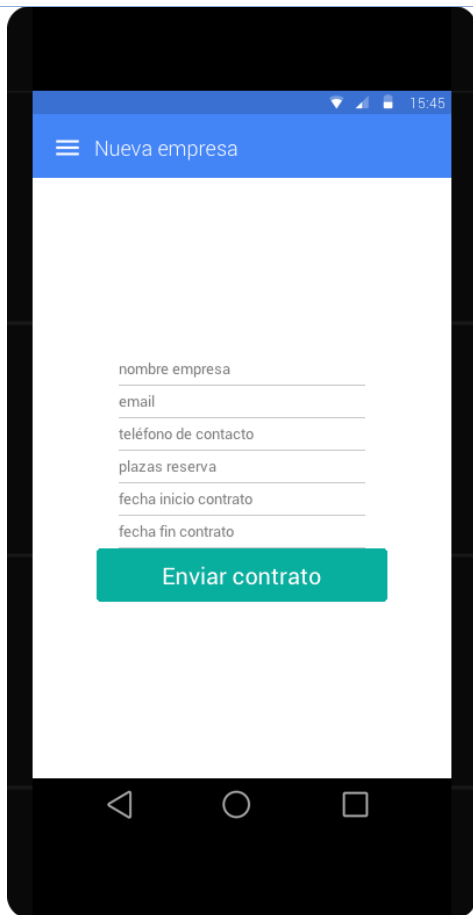 15:45
Nueva empresa
nombre empresa
email
teléfono de contacto
plazas reserva
fecha inicio contrato
fecha fin contrato
Enviar contrato